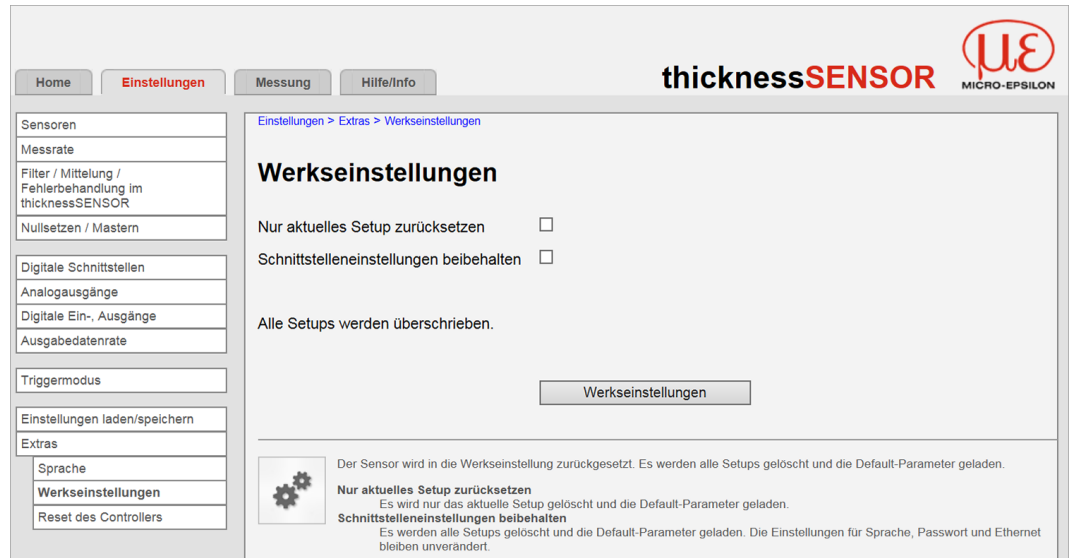 Home
Einstellungen
Messung
Hilfe/Info
thicknessSENSOR
με
MICRO-EPSILON
Sensoren
Messrate
Filter / Mittelung /
Fehlerbehandlung im
thicknessSENSOR
Nullsetzen / Mastern
Digitale Schnittstellen
Analogausgänge
Digitale Ein-, Ausgänge
Ausgabedatenrate
Triggermodus
Einstellungen laden/speichern
Extras
Sprache
Werkseinstellungen
Reset des Controllers
Einstellungen > Extras > Werkseinstellungen
Werkseinstellungen
Nur aktuelles Setup zurücksetzen
Schnittstelleneinstellungen beibehalten
Alle Setups werden überschrieben.
Werkseinstellungen
Der Sensor wird in die Werkseinstellung zurückgesetzt. Es werden alle Setups gelöscht und die Default-Parameter geladen.
Nur aktuelles Setup zurücksetzen
Es wird nur das aktuelle Setup gelöscht und die Default-Parameter geladen.
Schnittstelleneinstellungen beibehalten
Es werden alle Setups gelöscht und die Default-Parameter geladen. Die Einstellungen für Sprache, Passwort und Ethernet
bleiben unverändert.